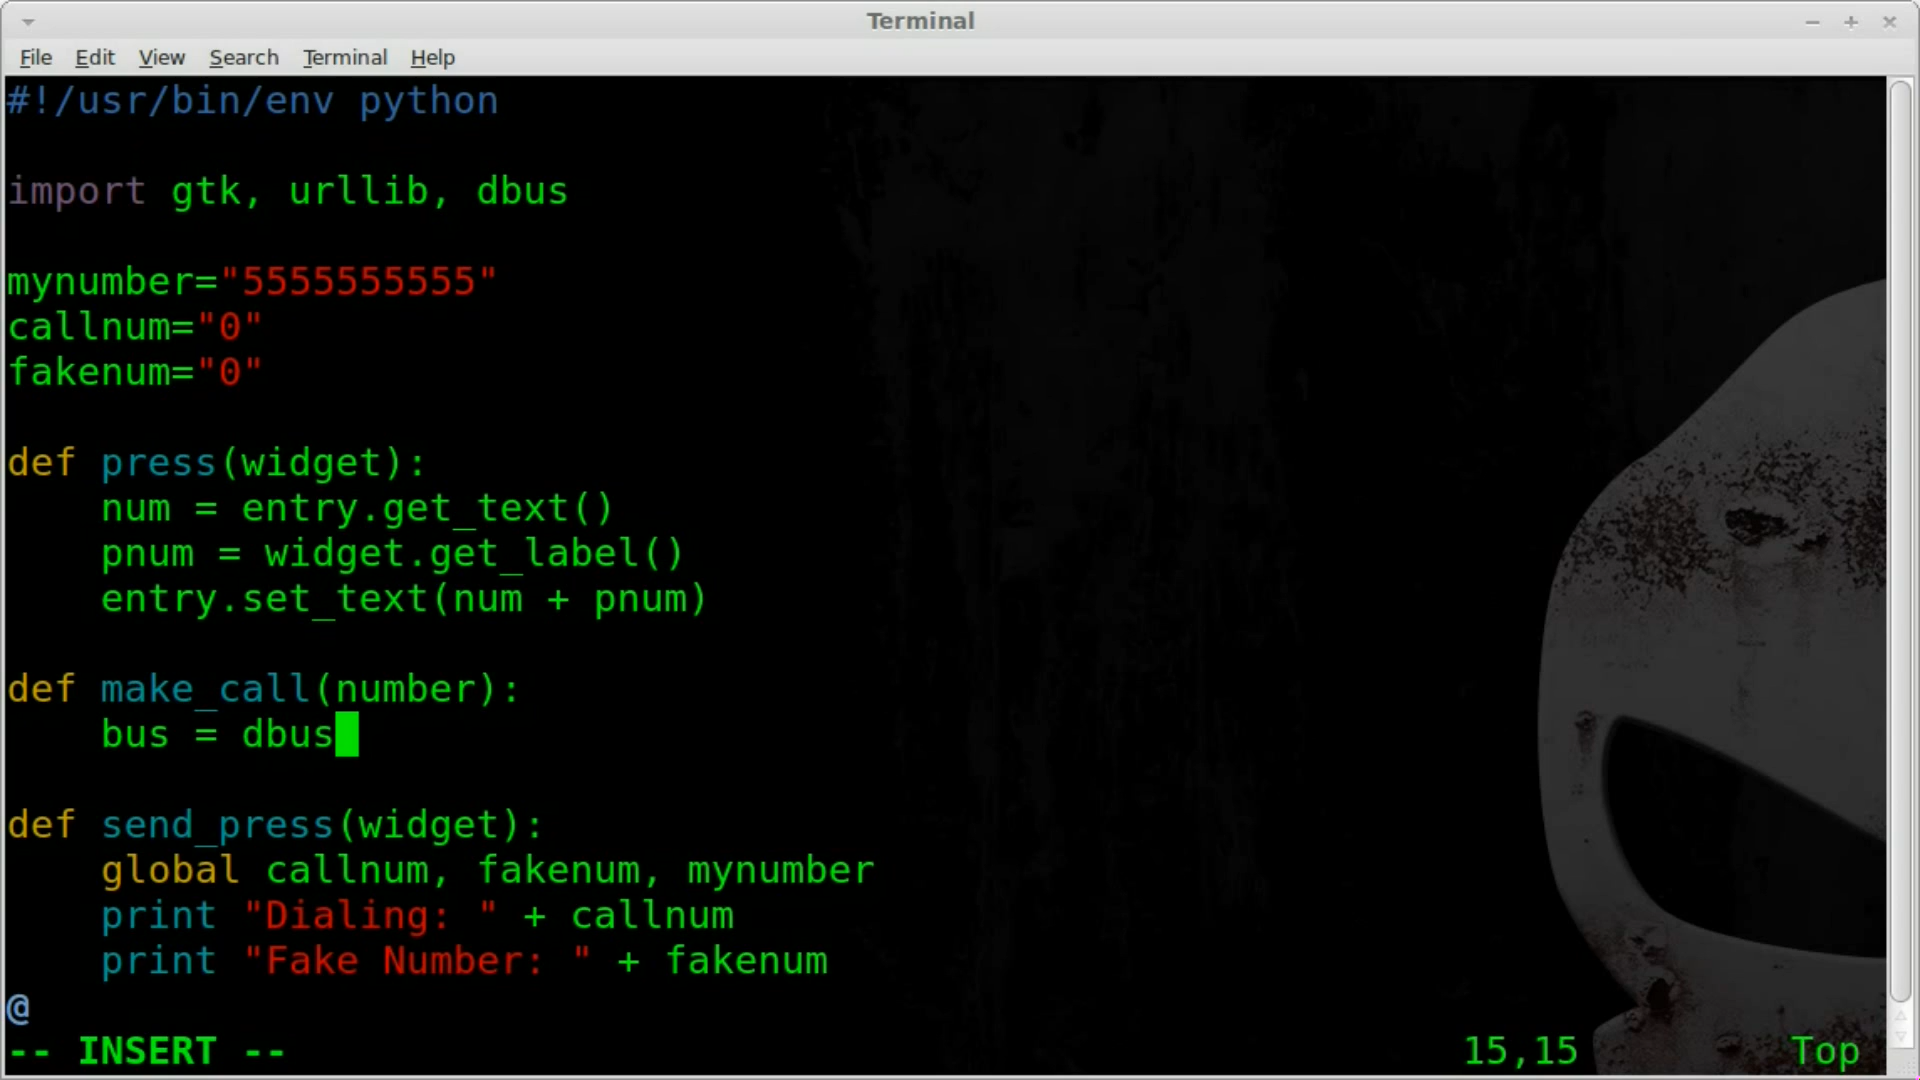 Terminal
File Edit View Search Terminal Help
#!/usr/bin/env python
import gtk, urllib, dbus
mynumber="5555555555"
callnum="0"
fakenum="0"
def press(widget):
    num = entry.get_text()
    pnum = widget.get_label()
    entry.set_text(num + pnum)
def make_call(number):
    bus = dbus
def send_press(widget):
    global callnum, fakenum, mynumber
    print "Dialing: " + callnum
    print "Fake Number: " + fakenum
@
-- INSERT -- 15,15 Top